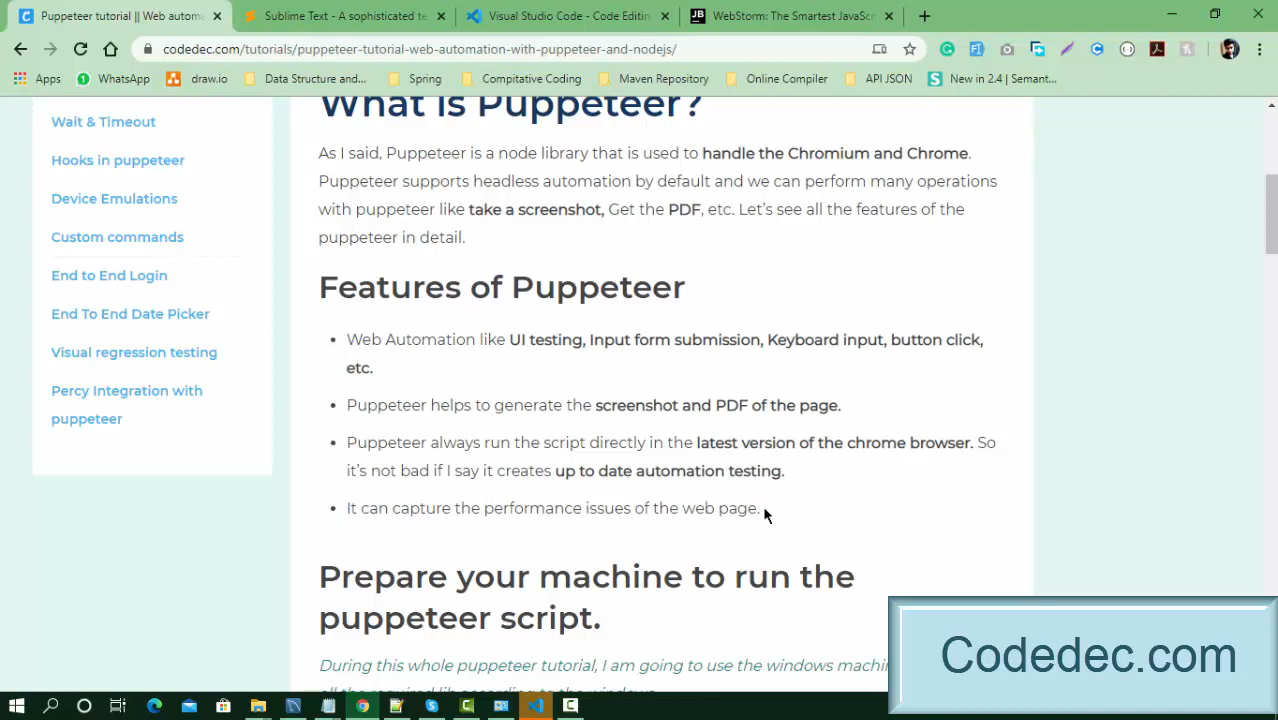 Puppeteer tutorial || Web autom
Sublime Text - A sophisticated te
Visual Studio Code - Code Editin
WebStorm: The Smartest JavaScr
codedec.com/tutorials/puppeteer-tutorial-web-automation-with-puppeteer-and-nodejs/
Apps
WhatsApp
draw.io
Data Structure and...
Spring
Compitative Coding
Maven Repository
Online Compiler
API JSON
New in 2.4 | Semant...
Wait & Timeout
Hooks in puppeteer
Device Emulations
Custom commands
End to End Login
End To End Date Picker
Visual regression testing
Percy Integration with
puppeteer
What is Puppeteer?
As I said, Puppeteer is a node library that is used to handle the Chromium and Chrome.
Puppeteer supports headless automation by default and we can perform many operations
with puppeteer like take a screenshot, Get the PDF, etc. Let's see all the features of the
puppeteer in detail.
Features of Puppeteer
• Web Automation like UI testing, Input form submission, Keyboard input, button click,
etc.
• Puppeteer helps to generate the screenshot and PDF of the page.
• Puppeteer always run the script directly in the latest version of the chrome browser. So
it's not bad if I say it creates up to date automation testing.
• It can capture the performance issues of the web page.
Prepare your machine to run the
puppeteer script.
During this whole puppeteer tutorial, I am going to use the windows machin
all the required lib according to the windows
Codedec.com